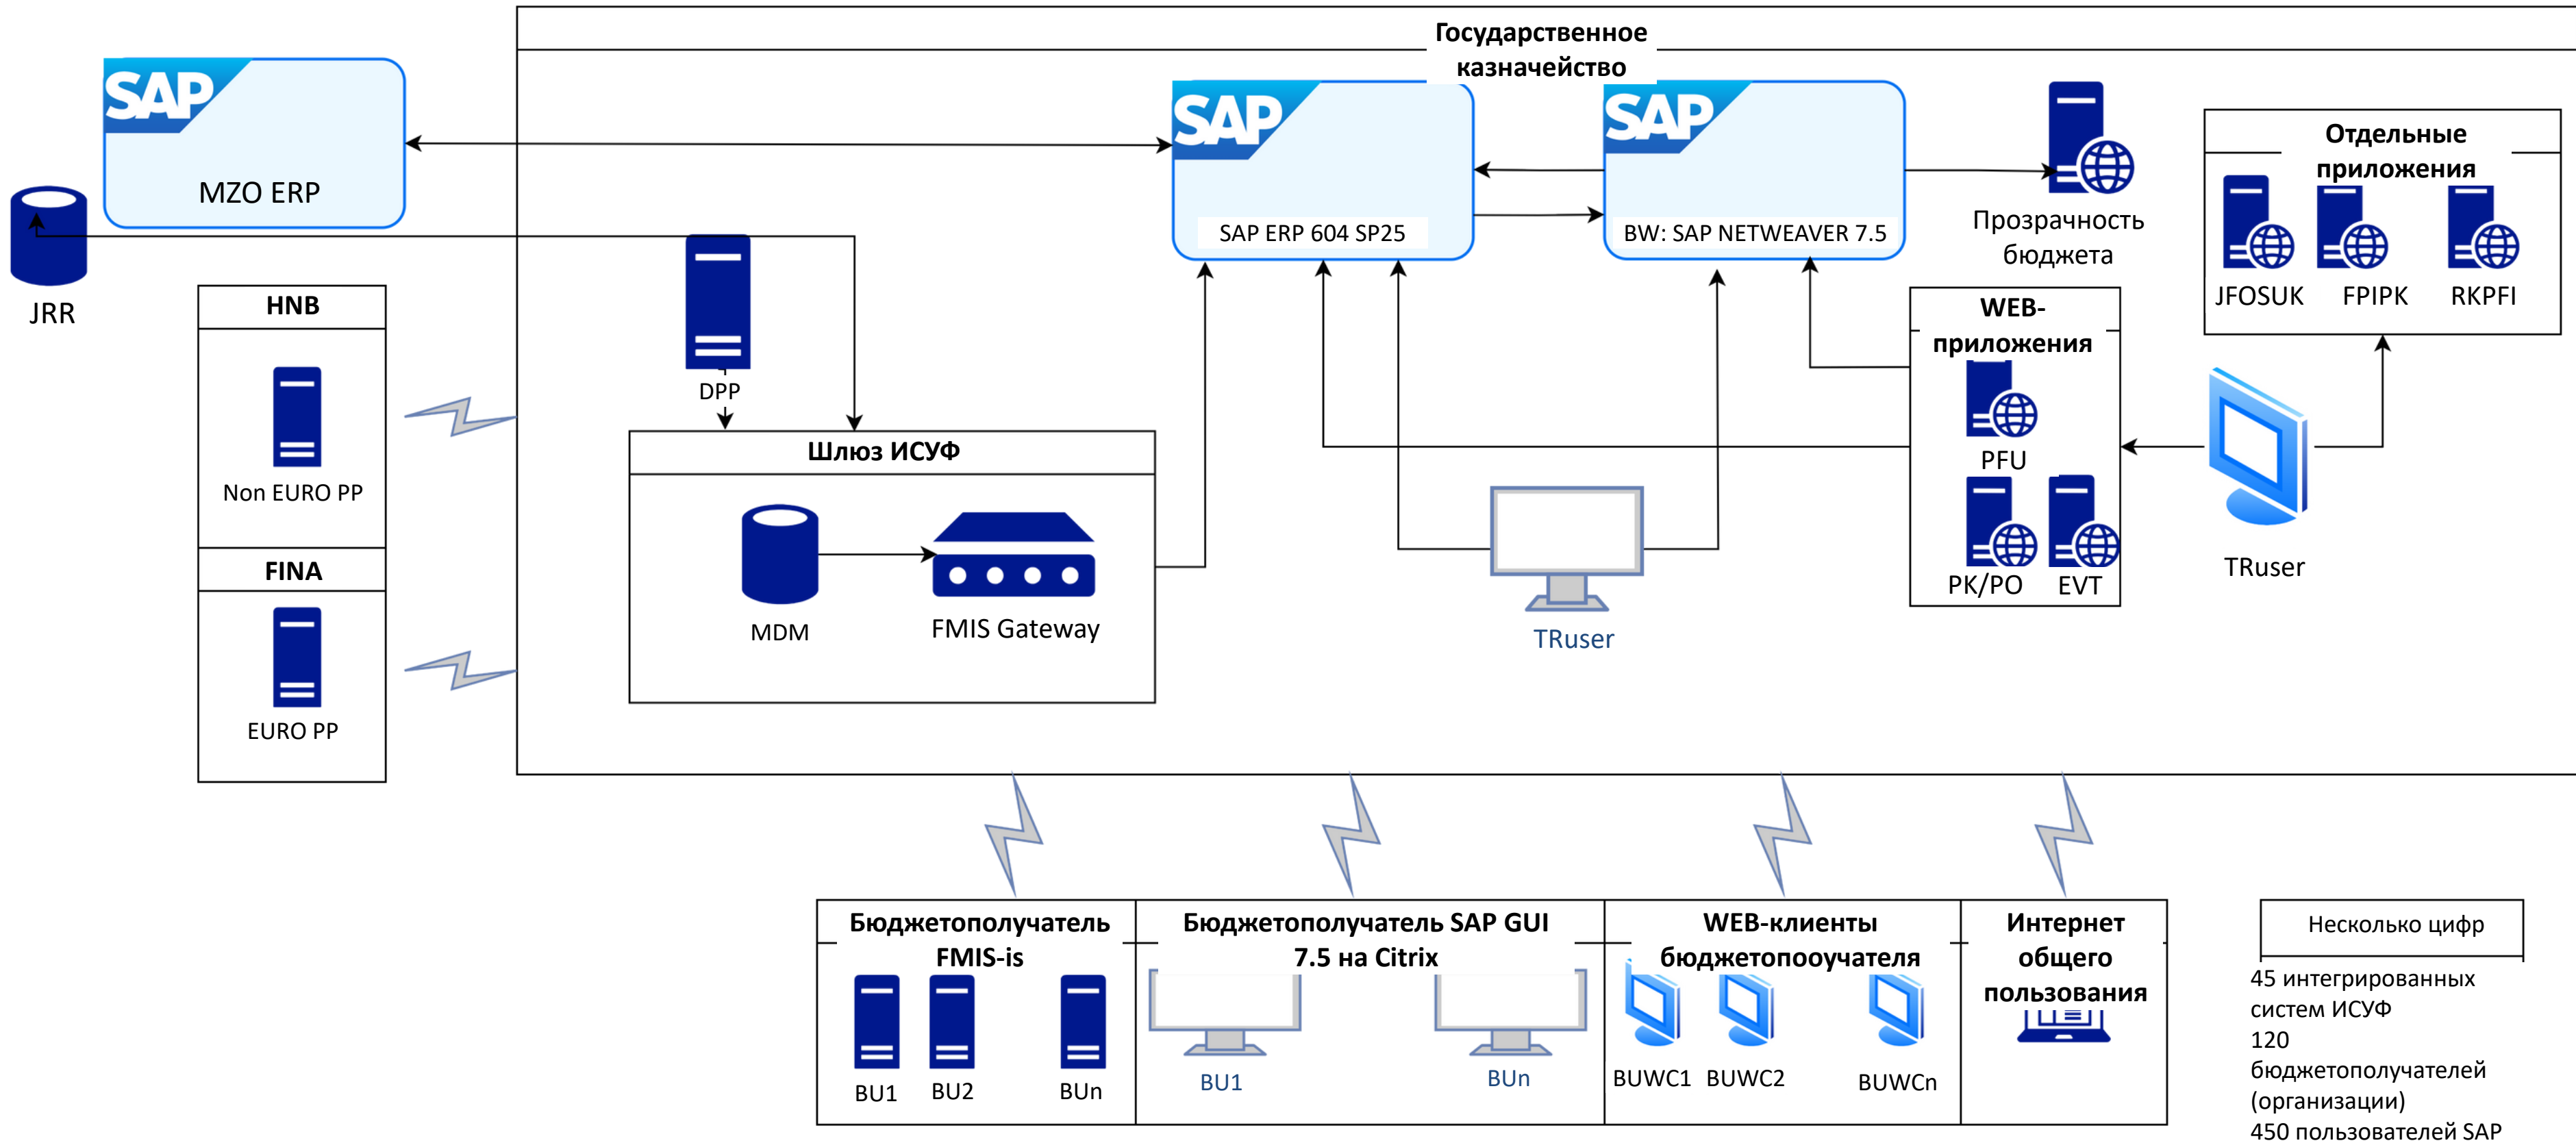 Государственное
казначейство
SAP
MZO ERP
SAP
SAP ERP 604 SP25
SAP
BW: SAP NETWEAVER 7.5
Прозрачность
бюджета
Отдельные
приложения
JFOSUK
FPIPK
RKPFI
JRR
HNB
Non EURO PP
FINA
EURO PP
DPP
Шлюз ИСУФ
MDM
FMIS Gateway
TRuser
WEB-
приложения
PFU
PK/PO
EVT
TRuser
Бюджетополучатель
FMIS-is
BU1
BU2
BUn
Бюджетополучатель SAP GUI
7.5 на Citrix
BU1
BUn
WEB-клиенты
бюджетопооучателя
BUWC1
BUWC2
BUWCn
Интернет
общего
пользования
Несколько цифр
45 интегрированных
систем ИСУФ
120
бюджетополучателей
(организации)
450 пользователей SAP